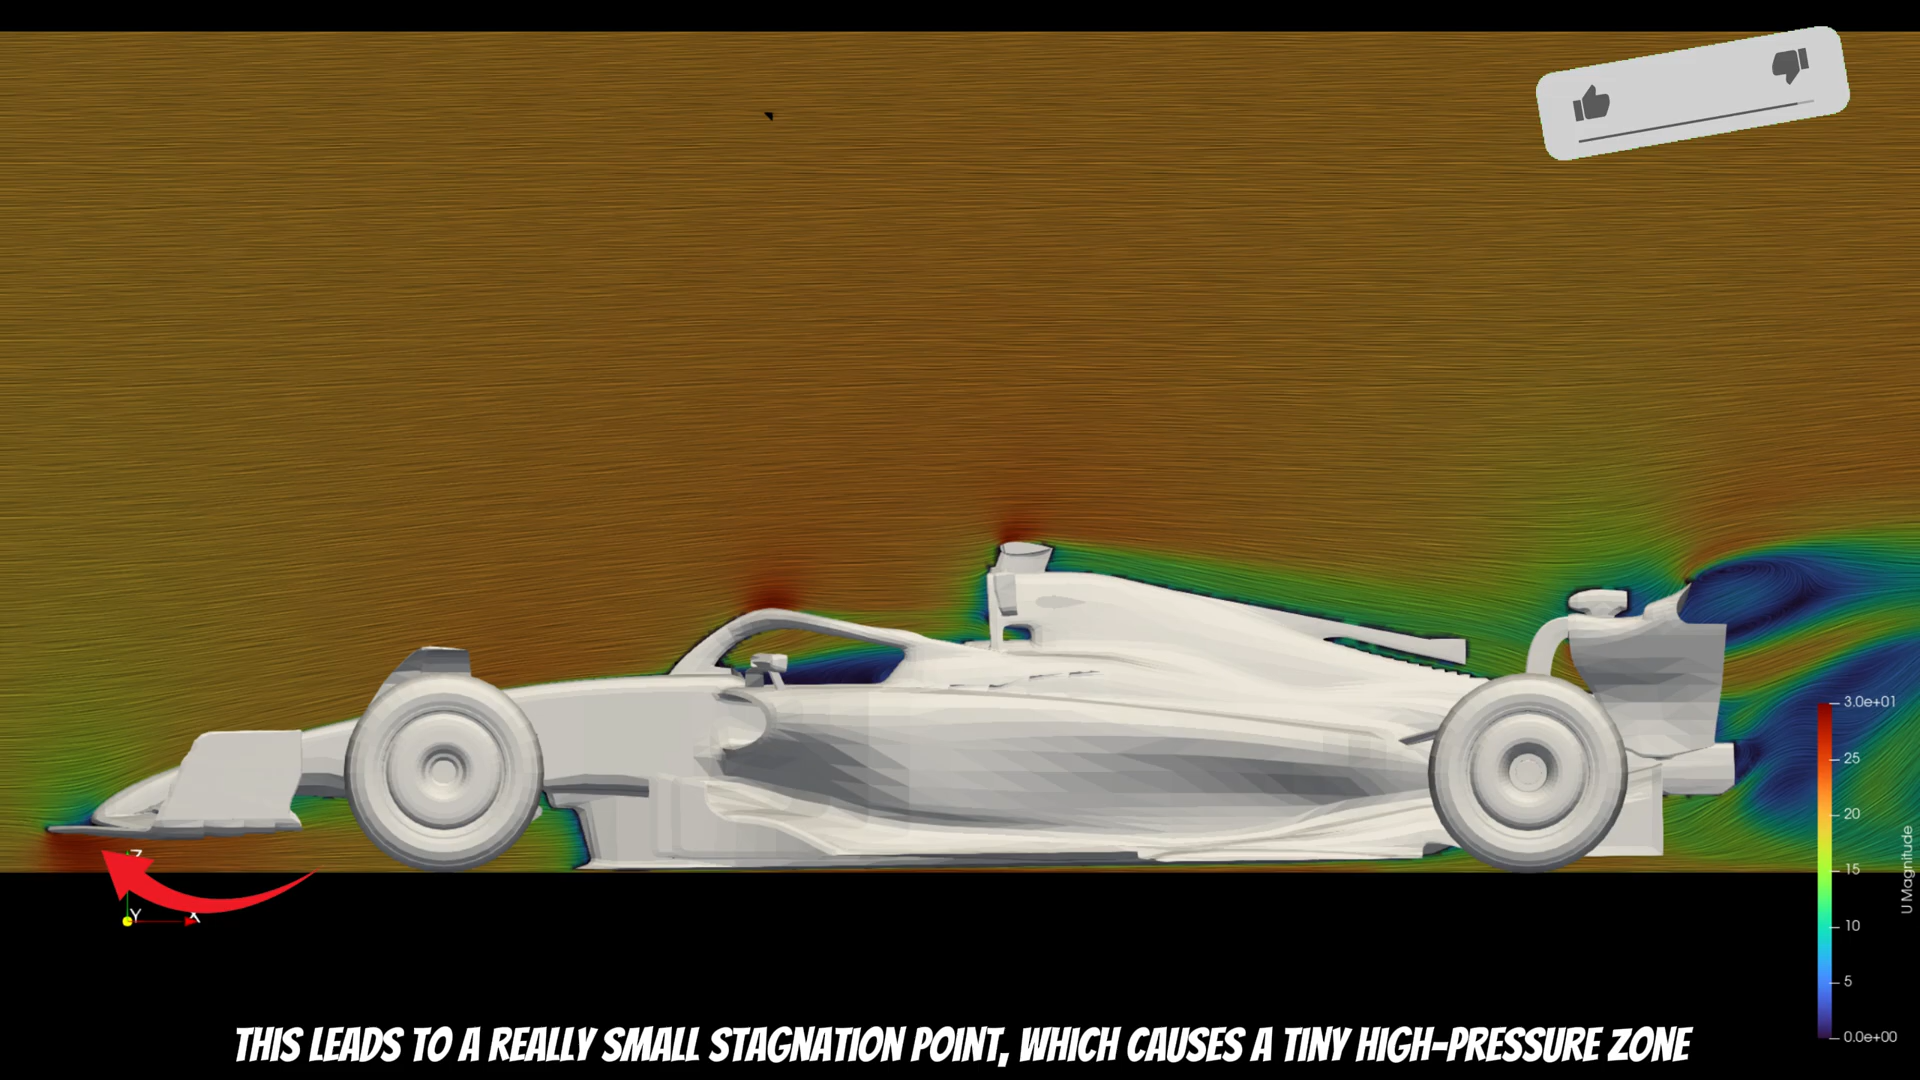 3.0e+01
25
20
15
10
5
0.0e+00
U Magnitude
Z
Y
X
THIS LEADS TO A REALLY SMALL STAGNATION POINT, WHICH CAUSES A TINY HIGH-PRESSURE ZONE